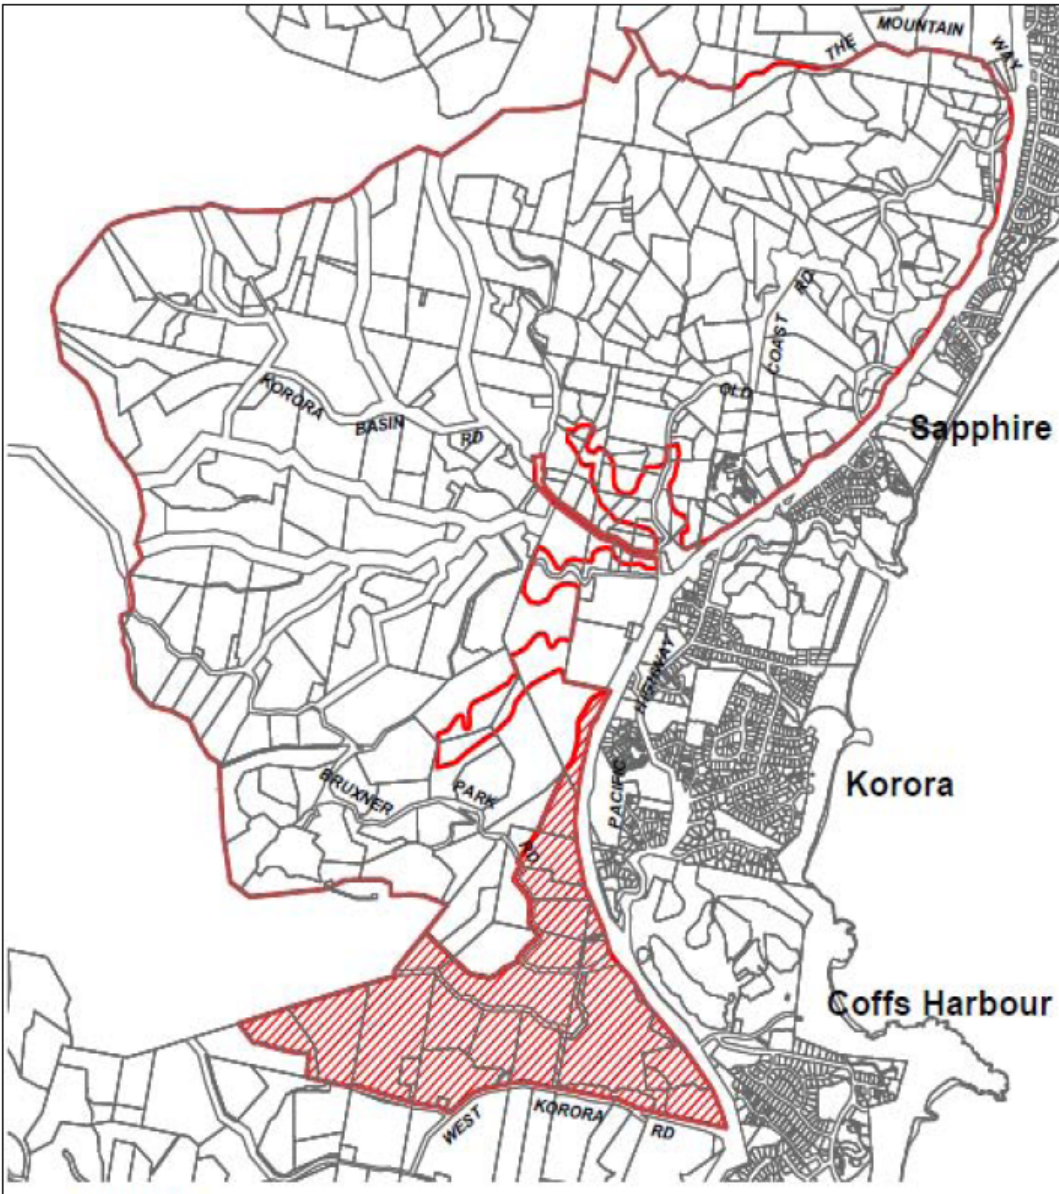 THE MOUNTAIN WAY
OLD COAST RD
KORORA BASIN RD
Sapphire
PACIFIC HIGHWAY
Korora
BRUXNER PARK RD
Coffs Harbour
WEST KORORA RD